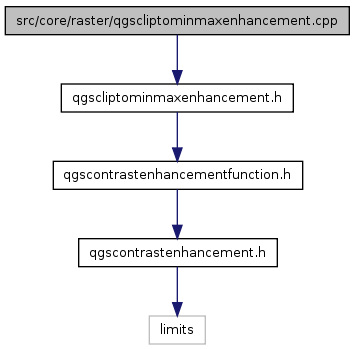 src/core/raster/qgscliptominmaxenhancement.cpp
qgscliptominmaxenhancement.h
qgscontrastenhancementfunction.h
qgscontrastenhancement.h
limits